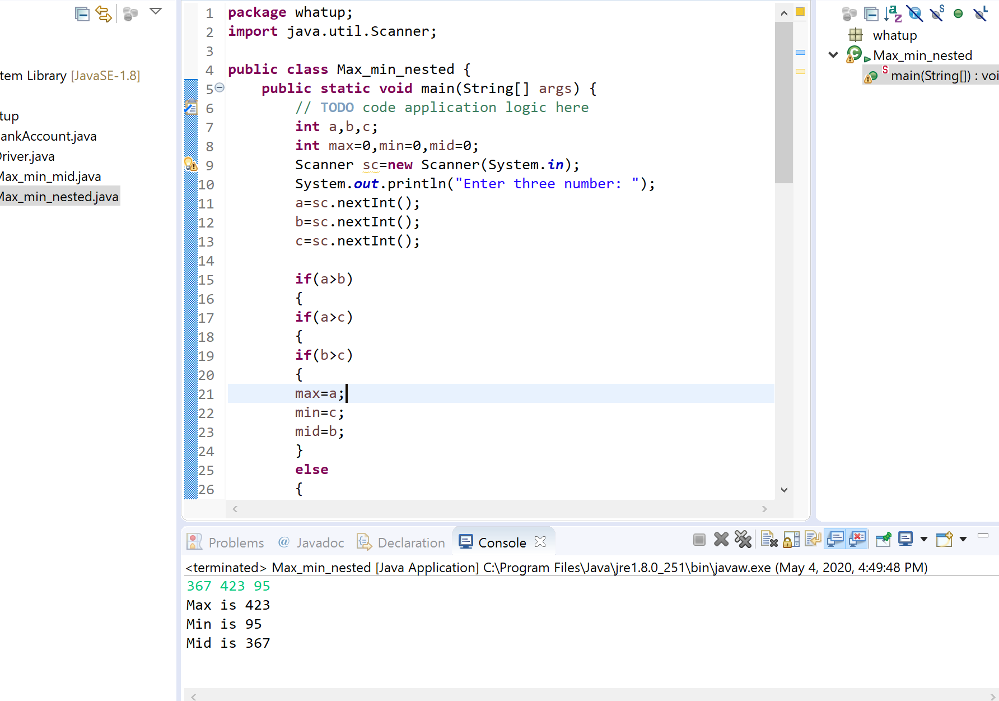 tem Library [JavaSE-1.8]
tup
ankAccount.java
Driver.java
Max_min_mid.java
Max_min_nested.java
1 package whatup;
2 import java.util.Scanner;
3
4 public class Max_min_nested {
5 public static void main(String[] args) {
6 // TODO code application logic here
7 int a,b,c;
8 int max=0,min=0,mid=0;
9 Scanner sc=new Scanner(System.in);
10 System.out.println("Enter three number: ");
11 a=sc.nextInt();
12 b=sc.nextInt();
13 c=sc.nextInt();
14
15 if(a>b)
16 {
17 if(a>c)
18 {
19 if(b>c)
20 {
21 max=a;
22 min=c;
23 mid=b;
24 }
25 else
26 {
whatup
Max_min_nested
main(String[]) : voi
Problems @ Javadoc Declaration Console
<terminated> Max_min_nested [Java Application] C:\Program Files\Java\jre1.8.0_251\bin\javaw.exe (May 4, 2020, 4:49:48 PM)
367 423 95
Max is 423
Min is 95
Mid is 367